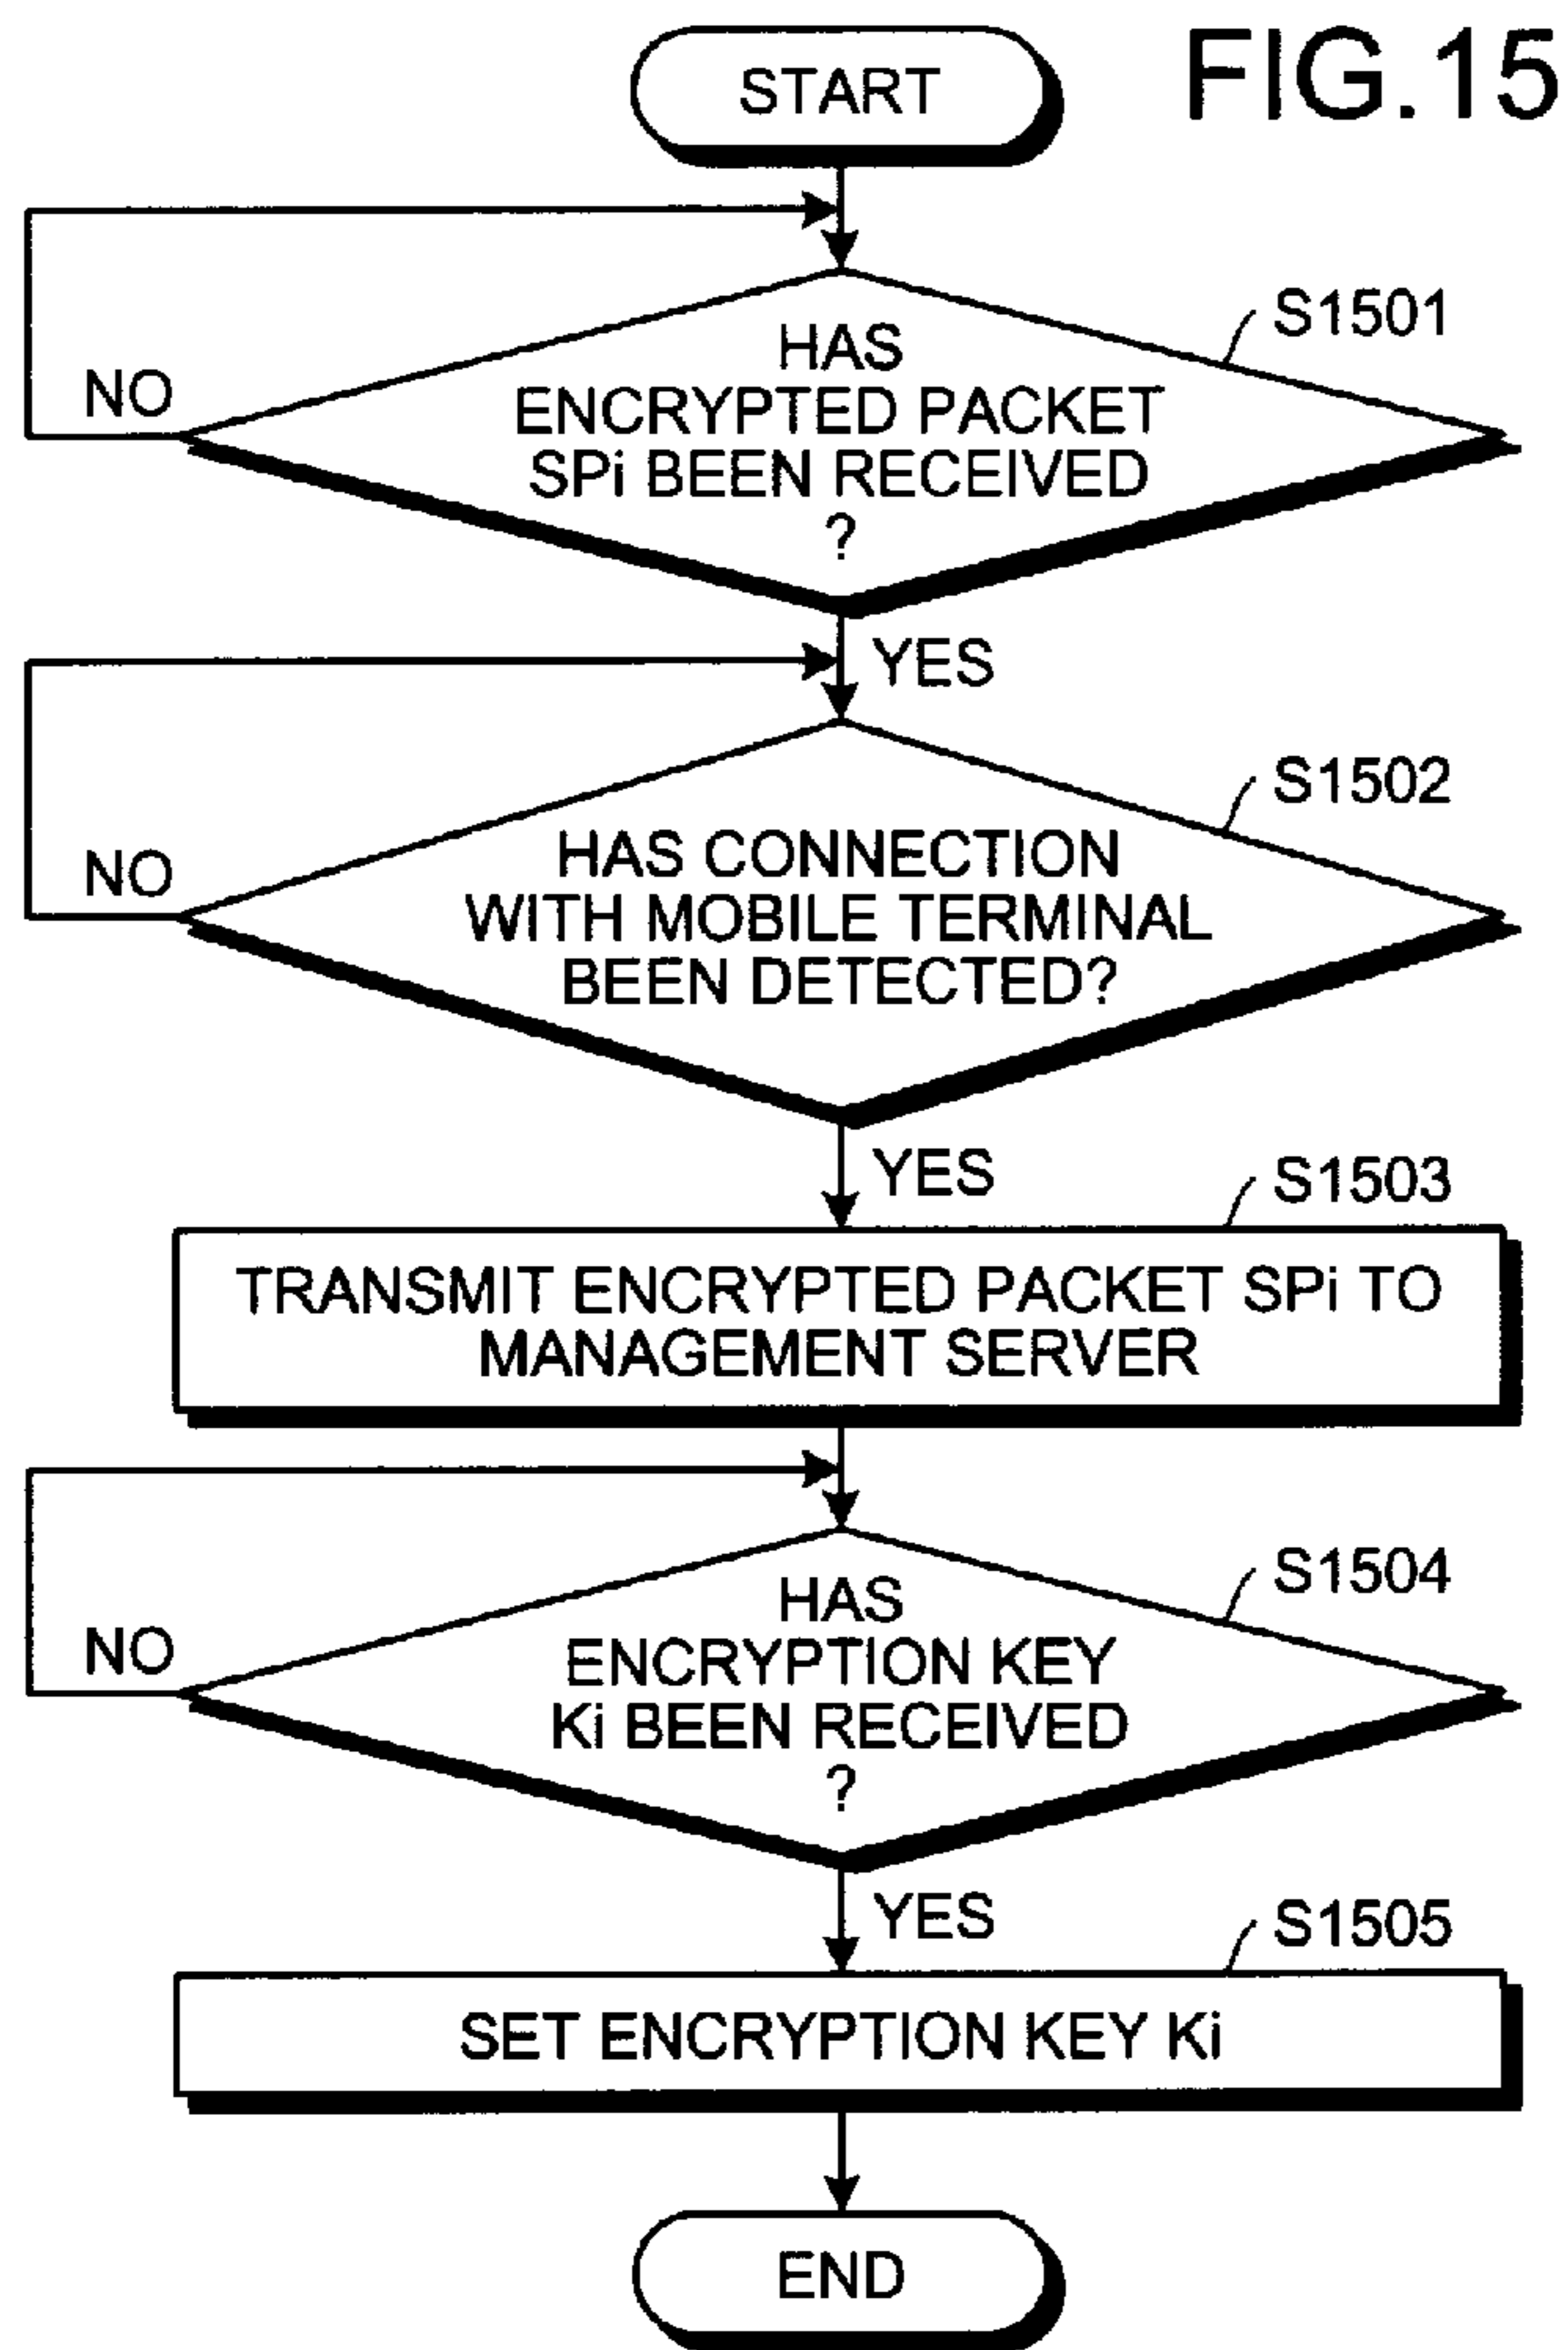 FIG.15
START
S1501
HAS
ENCRYPTED PACKET
SPi BEEN RECEIVED
?
NO
YES
S1502
HAS CONNECTION
WITH MOBILE TERMINAL
BEEN DETECTED?
NO
YES
S1503
TRANSMIT ENCRYPTED PACKET SPi TO
MANAGEMENT SERVER
S1504
HAS
ENCRYPTION KEY
Ki BEEN RECEIVED
?
NO
YES
S1505
SET ENCRYPTION KEY Ki
END